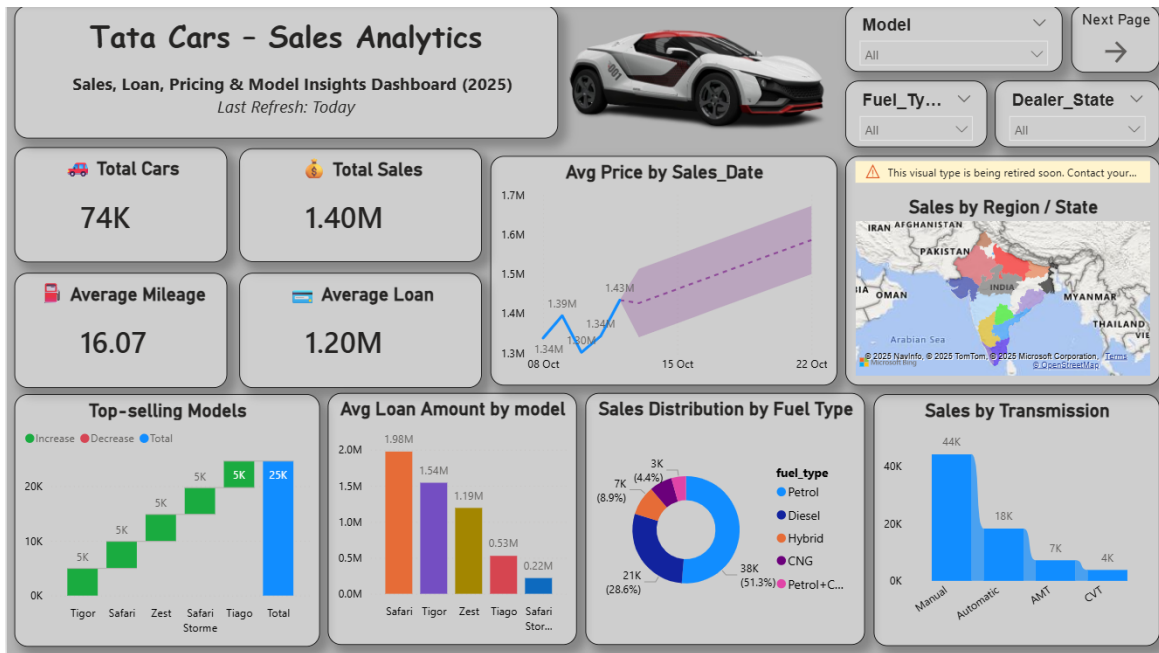 Tata Cars – Sales Analytics
Sales, Loan, Pricing & Model Insights Dashboard (2025)
Last Refresh: Today
001
Model
All
Next Page
Fuel_Ty...
All
Dealer_State
All
Total Cars
74K
Total Sales
1.40M
Average Mileage
16.07
Average Loan
1.20M
Avg Price by Sales_Date
1.7M
1.6M
1.5M
1.4M
1.3M
1.34M
1.39M
1.30M
1.34M
1.43M
08 Oct
15 Oct
22 Oct
This visual type is being retired soon. Contact your...
Sales by Region / State
IRAN
AFGHANISTAN
PAKISTAN
OMAN
INDIA
MYANMAR
THAILAND
Arabian Sea
© 2025 NavInfo, © 2025 TomTom, © 2025 Microsoft Corporation, Terms
Microsoft Bing
© OpenStreetMap
Top-selling Models
Increase Decrease Total
20K
10K
0K
5K
5K
5K
5K
5K
25K
Tigor
Safari
Zest
Safari Storme
Tiago
Total
Avg Loan Amount by model
2.0M
1.5M
1.0M
0.5M
0.0M
1.98M
1.54M
1.19M
0.53M
0.22M
Safari
Tigor
Zest
Tiago
Safari Stor...
Sales Distribution by Fuel Type
3K
(4.4%)
7K
(8.9%)
21K
(28.6%)
38K
(51.3%)
fuel_type
Petrol
Diesel
Hybrid
CNG
Petrol+C...
Sales by Transmission
40K
20K
0K
44K
18K
7K
4K
Manual
Automatic
AMT
CVT